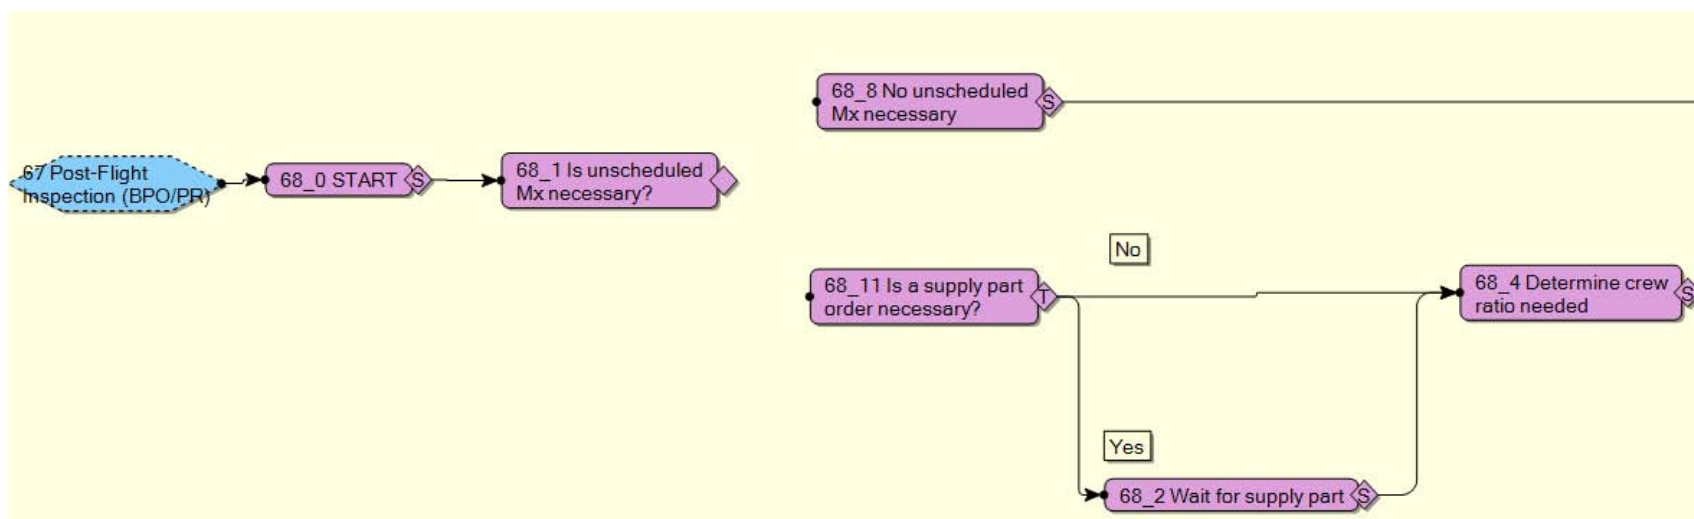 68_8 No unscheduled
Mx necessary
S
67 Post-Flight
Inspection (BPO/PR)
68_0 START
S
68_1 Is unscheduled
Mx necessary?
No
68_11 Is a supply part
order necessary?
T
68_4 Determine crew
ratio needed
S
Yes
68_2 Wait for supply part
S